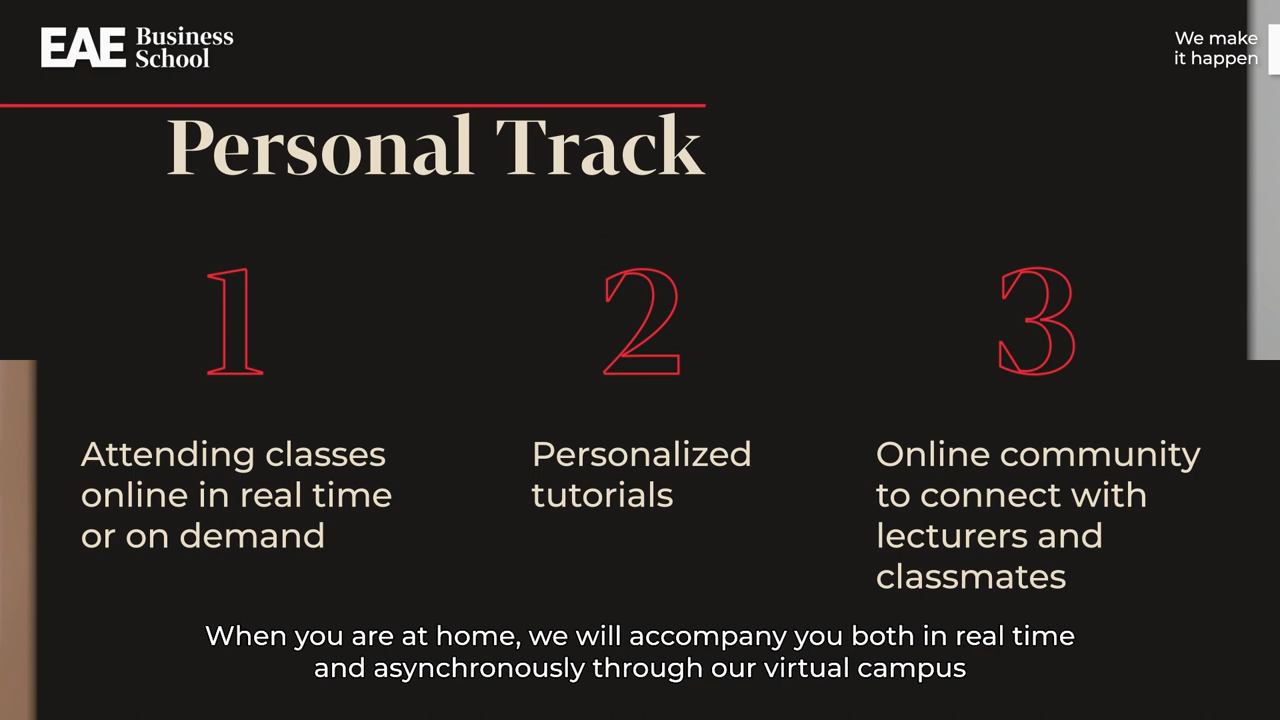 EAE Business
School
We make
it happen
Personal Track
1
Attending classes
online in real time
or on demand
2
Personalized
tutorials
3
Online community
to connect with
lecturers and
classmates
When you are at home, we will accompany you both in real time
and asynchronously through our virtual campus